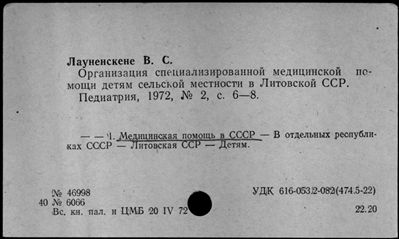 Лауненскене В. С.
Организация специализированной медицинской по-
мощи детям сельской местности в Литовской ССР.
Педиатрия, 1972, № 2, с. 6—8.
— — 1. Медицинская помощь в СССР — В отдельных республи-
ках СССР — Литовская ССР — Детям.
№ 46998
УДК 616-053.2-082(474.5-22)
40 № 6066
Вс. кн. пал. и ЦМБ 20 IV 72
22.20